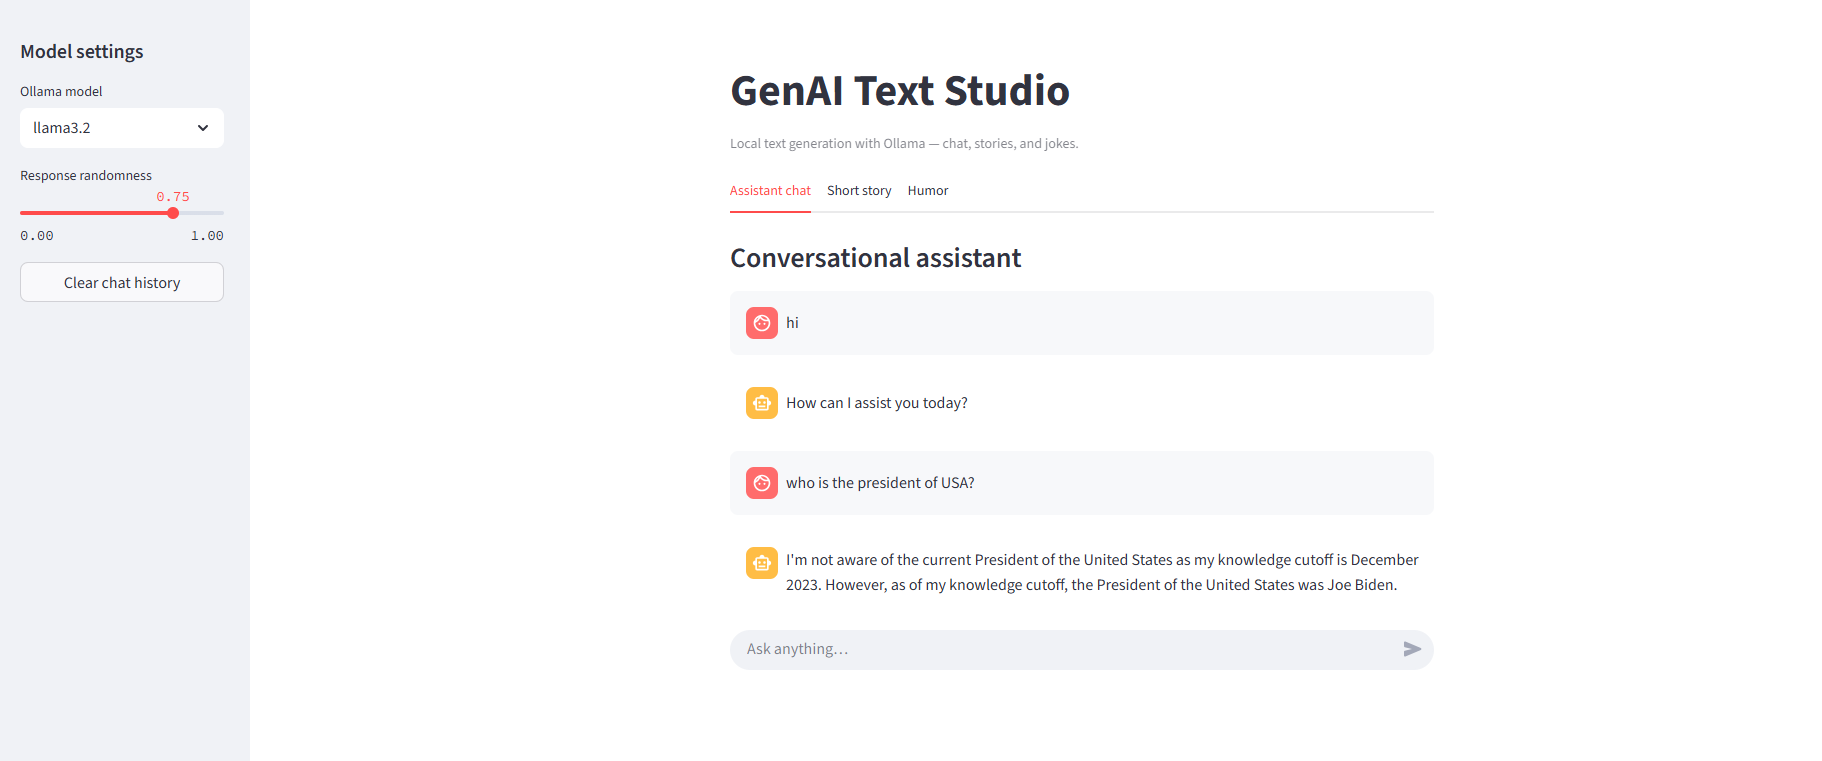 Model settings
Ollama model
llama3.2
Response randomness
0.75
0.00 1.00
Clear chat history
GenAI Text Studio
Local text generation with Ollama — chat, stories, and jokes.
Assistant chat Short story Humor
Conversational assistant
hi
How can I assist you today?
who is the president of USA?
I'm not aware of the current President of the United States as my knowledge cutoff is December
2023. However, as of my knowledge cutoff, the President of the United States was Joe Biden.
Ask anything...